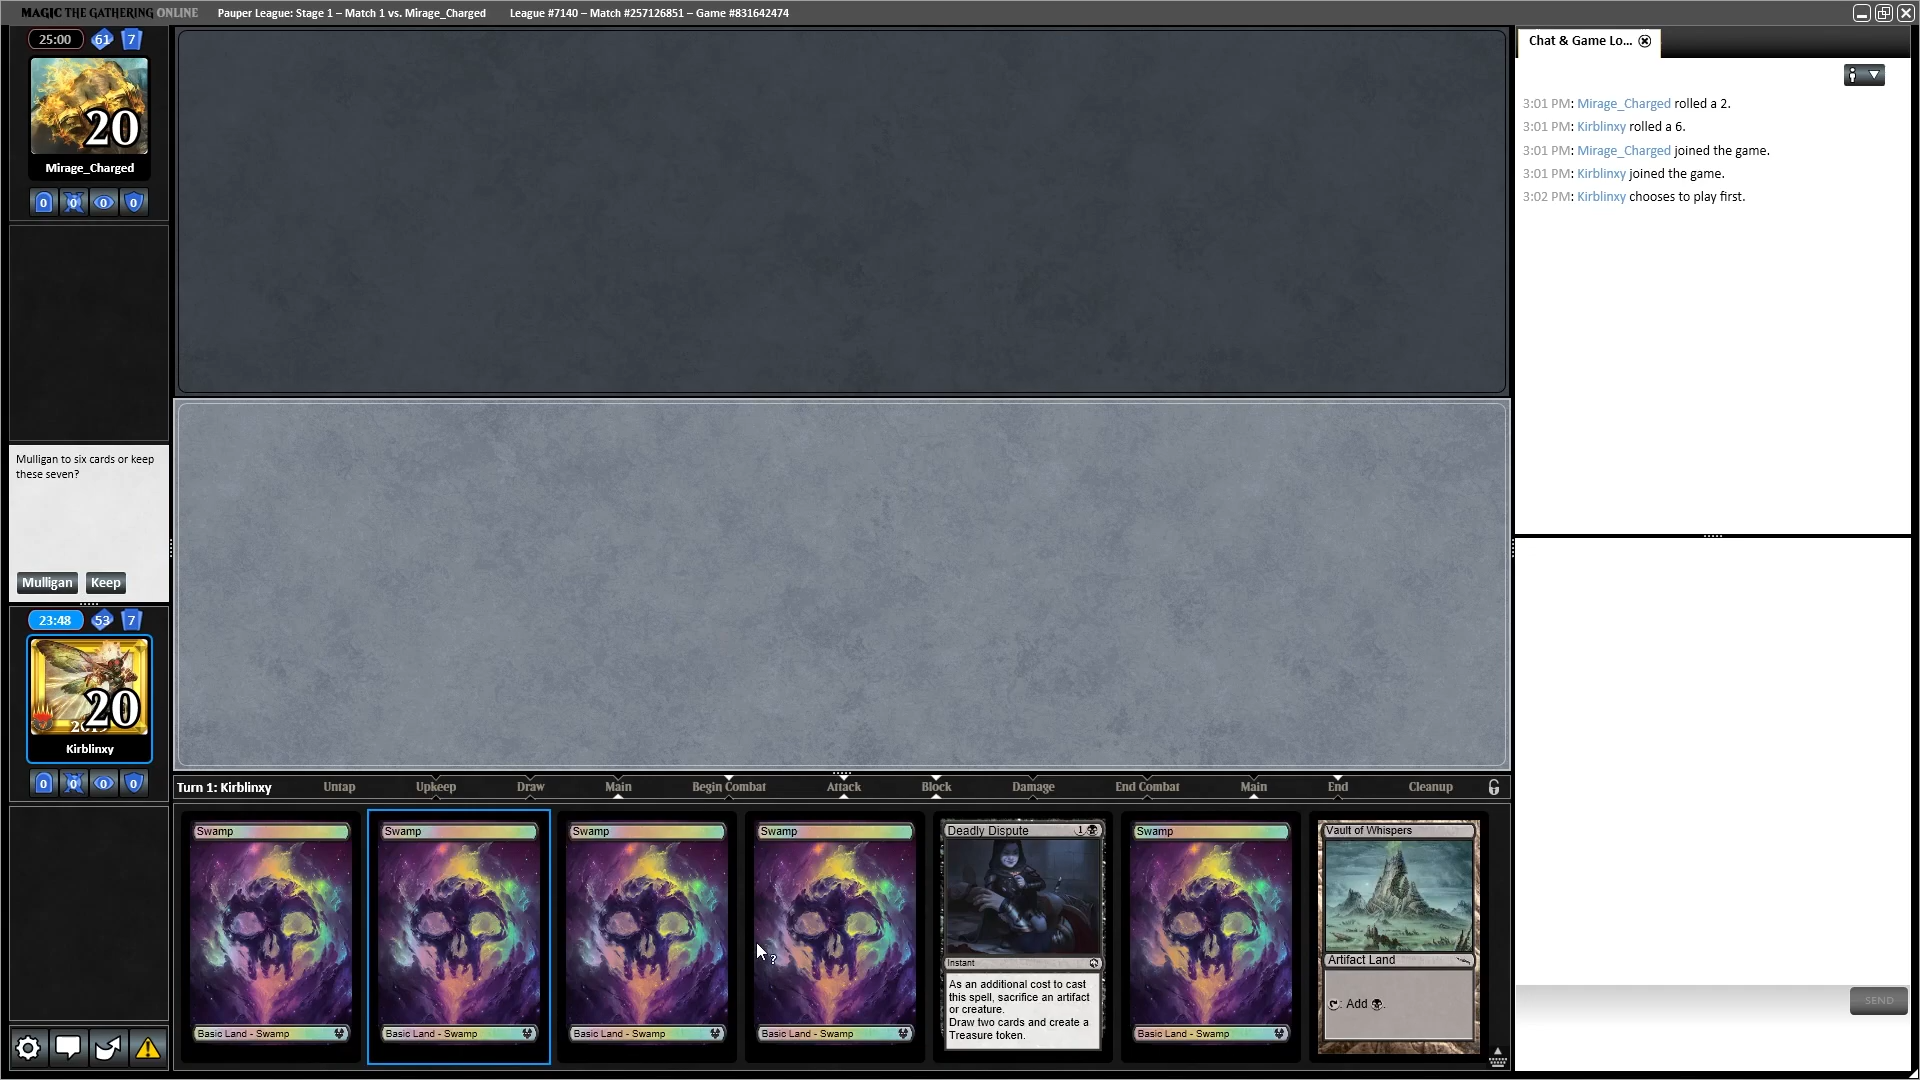 MAGIC THE GATHERING ONLINE
Pauper League: Stage 1 – Match 1 vs. Mirage_Charged
League #7140 – Match #257126851 – Game #831642474
25:00
61
7
20
Mirage_Charged
0 0 0 0
Mulligan to six cards or keep
these seven?
Mulligan
Keep
23:48
53
7
20
Kirblinxy
0 0 0 0
Turn 1: Kirblinxy
Untap
Upkeep
Draw
Main
Begin Combat
Attack
Block
Damage
End Combat
Main
End
Cleanup
Swamp
Basic Land - Swamp
Swamp
Basic Land - Swamp
Swamp
Basic Land - Swamp
Swamp
Basic Land - Swamp
Deadly Dispute
1
Instant
As an additional cost to cast
this spell, sacrifice an artifact
or creature.
Draw two cards and create a
Treasure token.
Swamp
Basic Land - Swamp
Vault of Whispers
Artifact Land
: Add .
Chat & Game Lo...
3:01 PM: Mirage_Charged rolled a 2.
3:01 PM: Kirblinxy rolled a 6.
3:01 PM: Mirage_Charged joined the game.
3:01 PM: Kirblinxy joined the game.
3:02 PM: Kirblinxy chooses to play first.
SEND